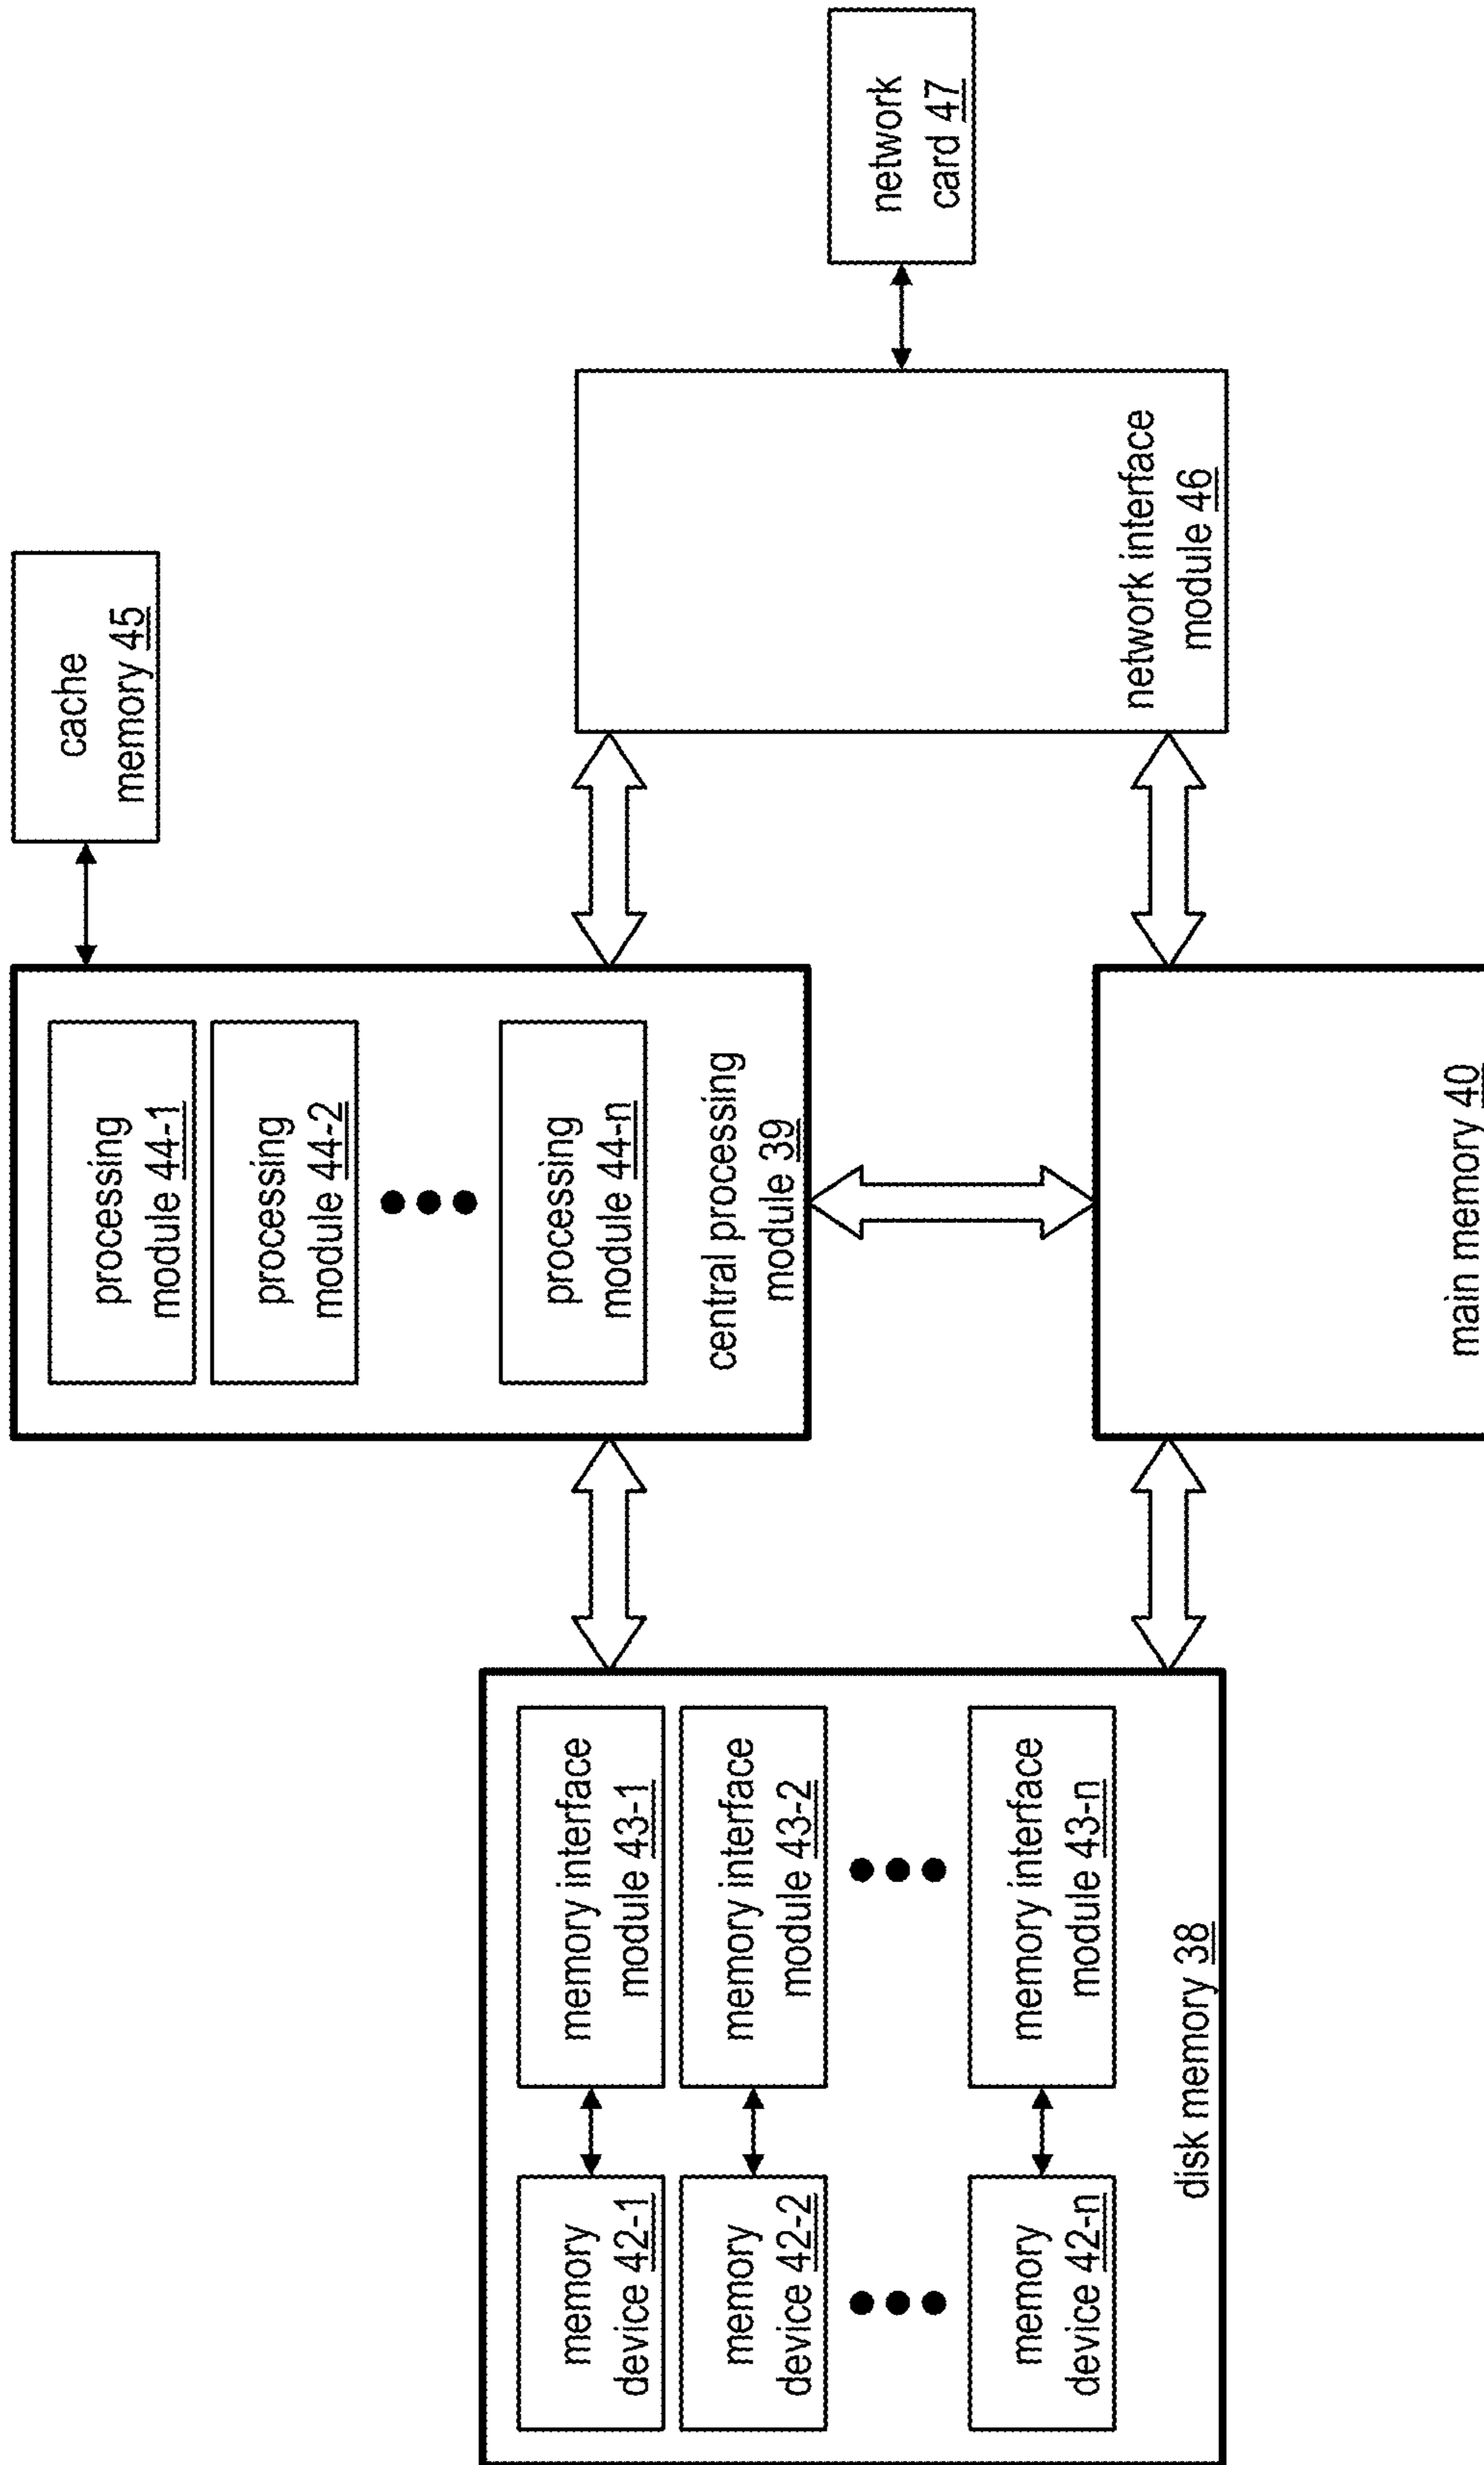 memory
device 42-1
memory interface
module 43-1
memory
device 42-2
memory interface
module 43-2
memory
device 42-n
memory interface
module 43-n
disk memory 38
processing
module 44-1
processing
module 44-2
processing
module 44-n
central processing
module 39
main memory 40
cache
memory 45
network interface
module 46
network
card 47